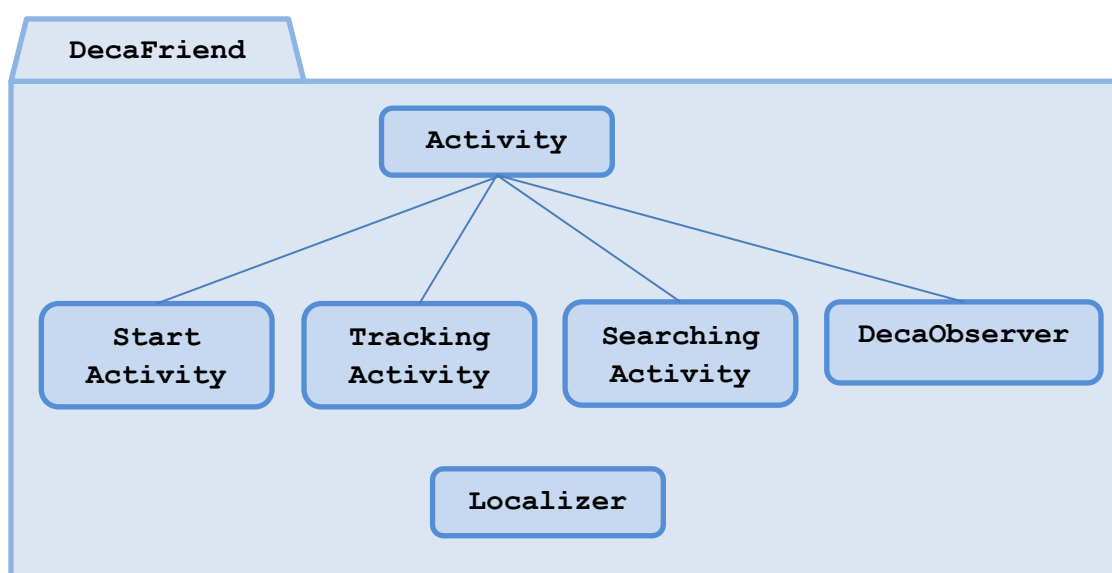 DecaFriend
Activity
Start
Activity
Tracking
Activity
Searching
Activity
DecaObserver
Localizer